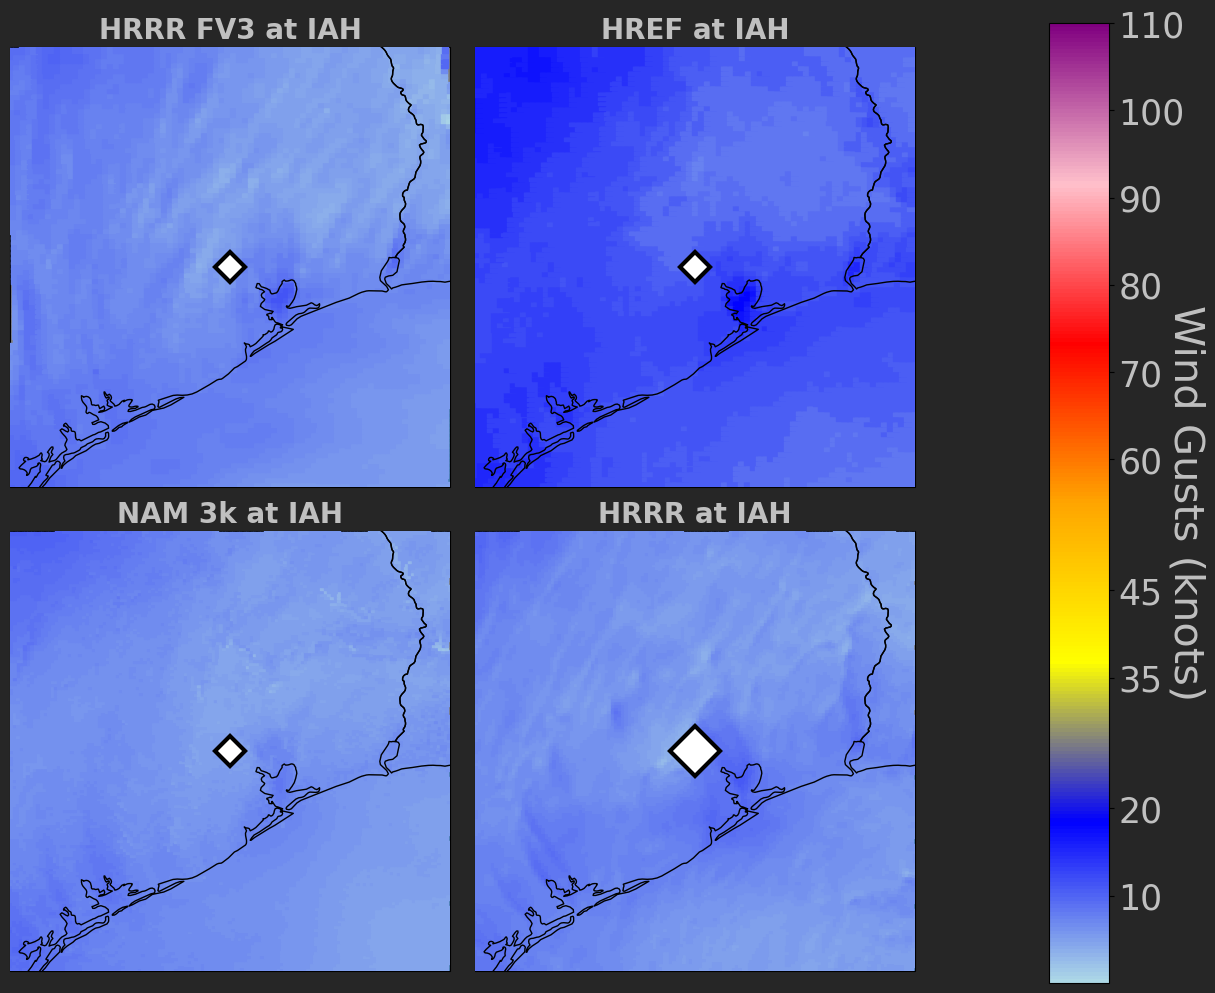 HRRR FV3 at IAH
HREF at IAH
NAM 3k at IAH
HRRR at IAH
110
100
90
80
70
60
45
35
20
10
Wind Gusts (knots)